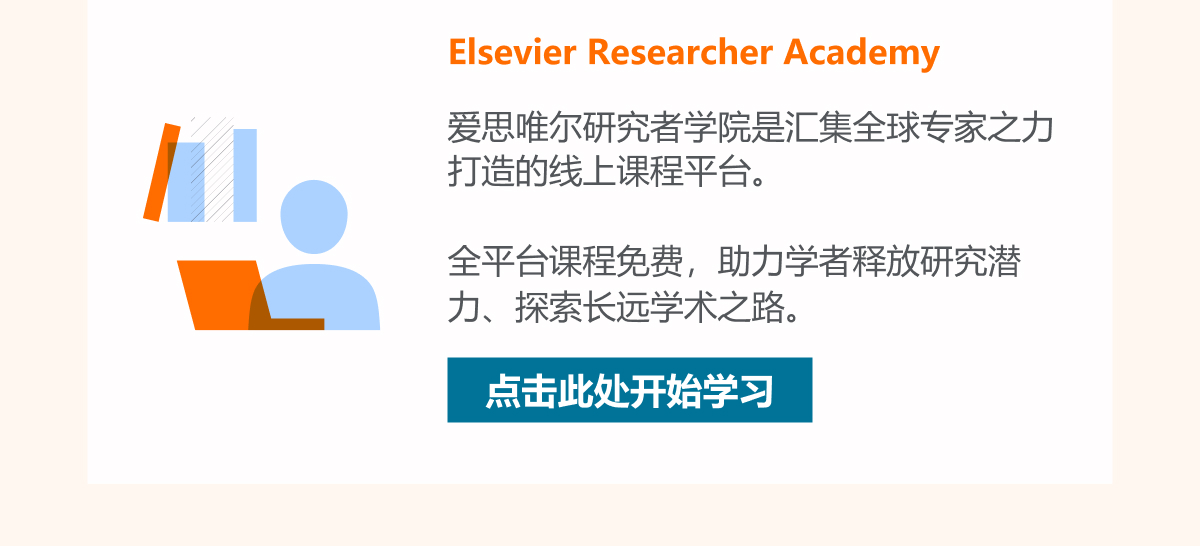 Elsevier Researcher Academy
爱思唯尔研究者学院是汇集全球专家之力
打造的线上课程平台。
全平台课程免费，助力学者释放研究潜
力、探索长远学术之路。
点击此处开始学习